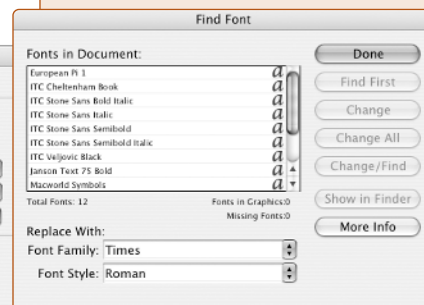 Find Font
Fonts in Document:
European Pi 1
ITC Cheltenham Book
ITC Stone Sans Bold Italic
ITC Stone Sans Italic
ITC Stone Sans Semibold
ITC Stone Sans Semibold Italic
ITC Veljovic Black
Janson Text 75 Bold
Macworld Symbols
Total Fonts: 12
Fonts in Graphics:0
Missing Fonts:0
Replace With:
Font Family: Times
Font Style: Roman
Done
Find First
Change
Change All
Change/Find
Show in Finder
More Info